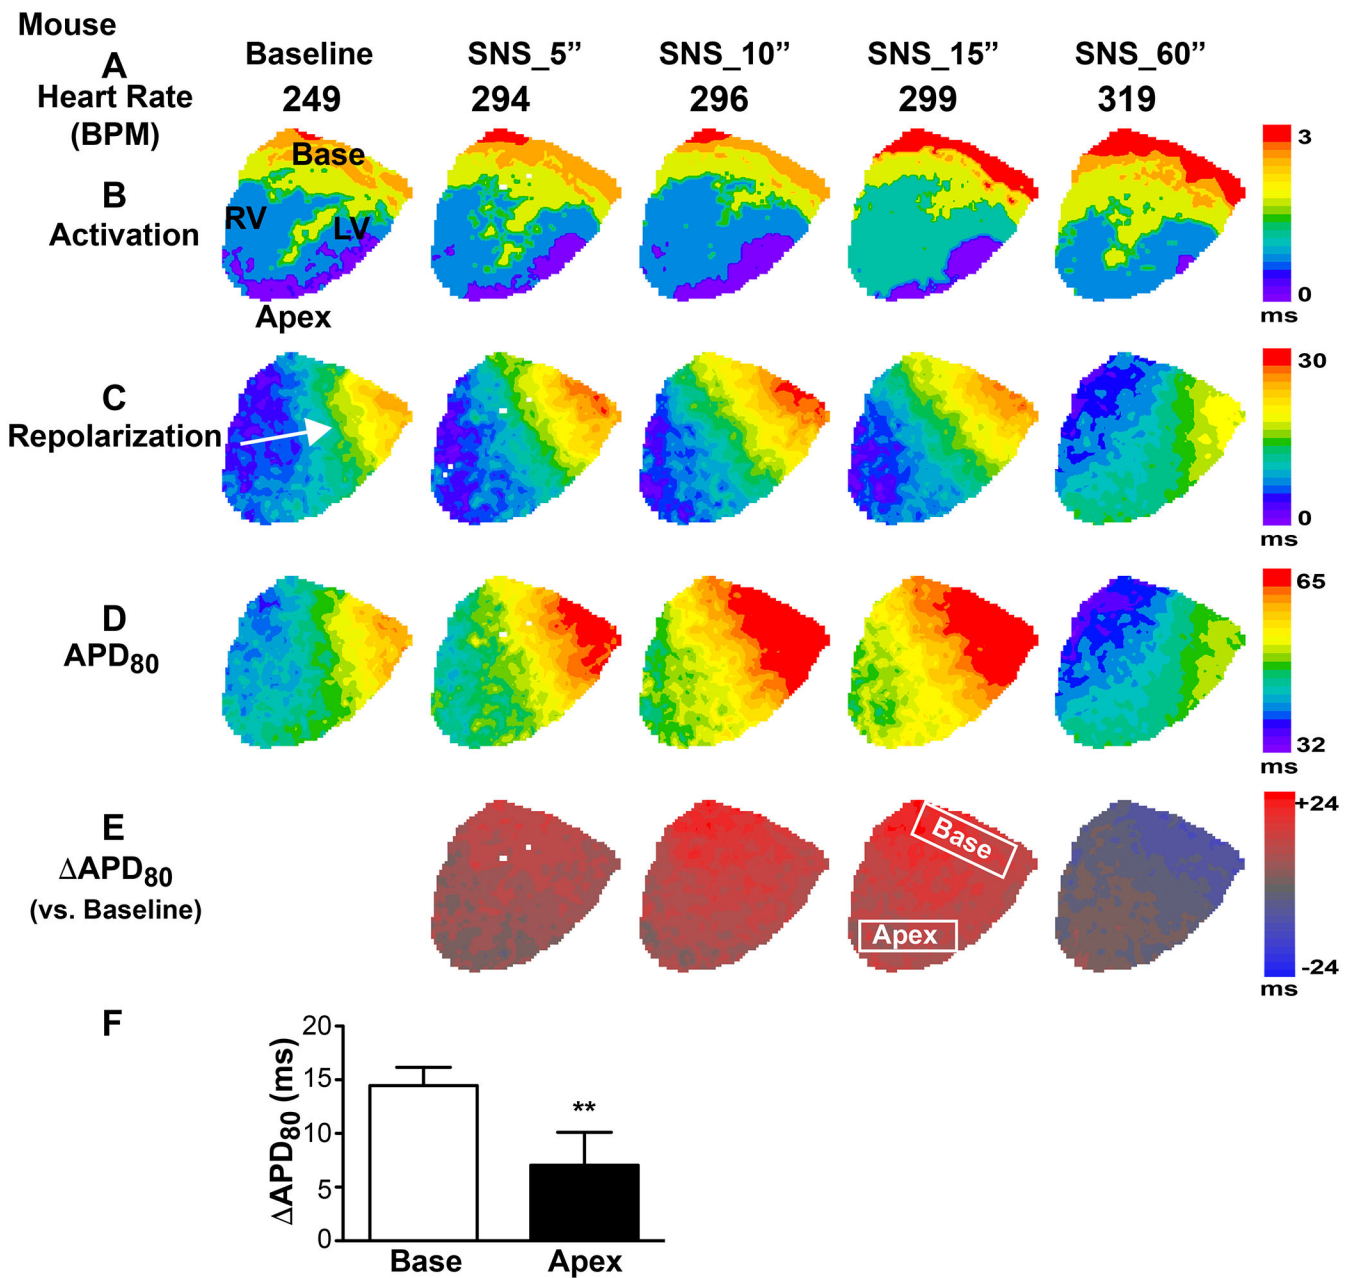 Mouse
A
Baseline SNS_5” SNS_10” SNS_15” SNS_60”
Heart Rate
(BPM)
249 294 296 299 319
B
Activation
Base
RV
LV
Apex
3
0
ms
C
Repolarization
30
0
ms
D
APD80
65
32
ms
E
ΔAPD80
(vs. Baseline)
Base
Apex
+24
-24
ms
F
ΔAPD80 (ms)
20
15
10
5
0
**
Base Apex